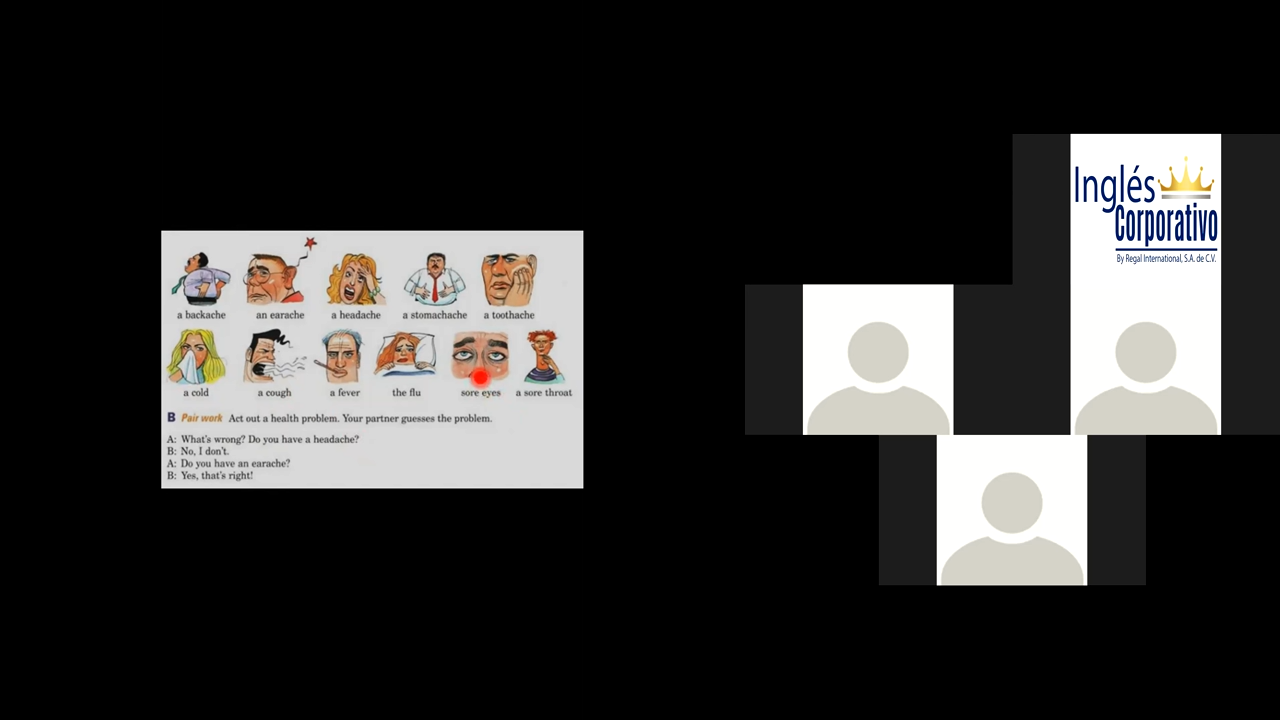 a backache an earache a headache a stomachache a toothache
a cold a cough a fever the flu sore eyes a sore throat
B Pair work Act out a health problem. Your partner guesses the problem.
A: What's wrong? Do you have a headache?
B: No, I don't.
A: Do you have an earache?
B: Yes, that's right!
Inglés
Corporativo
By Regal International, S.A. de C.V.